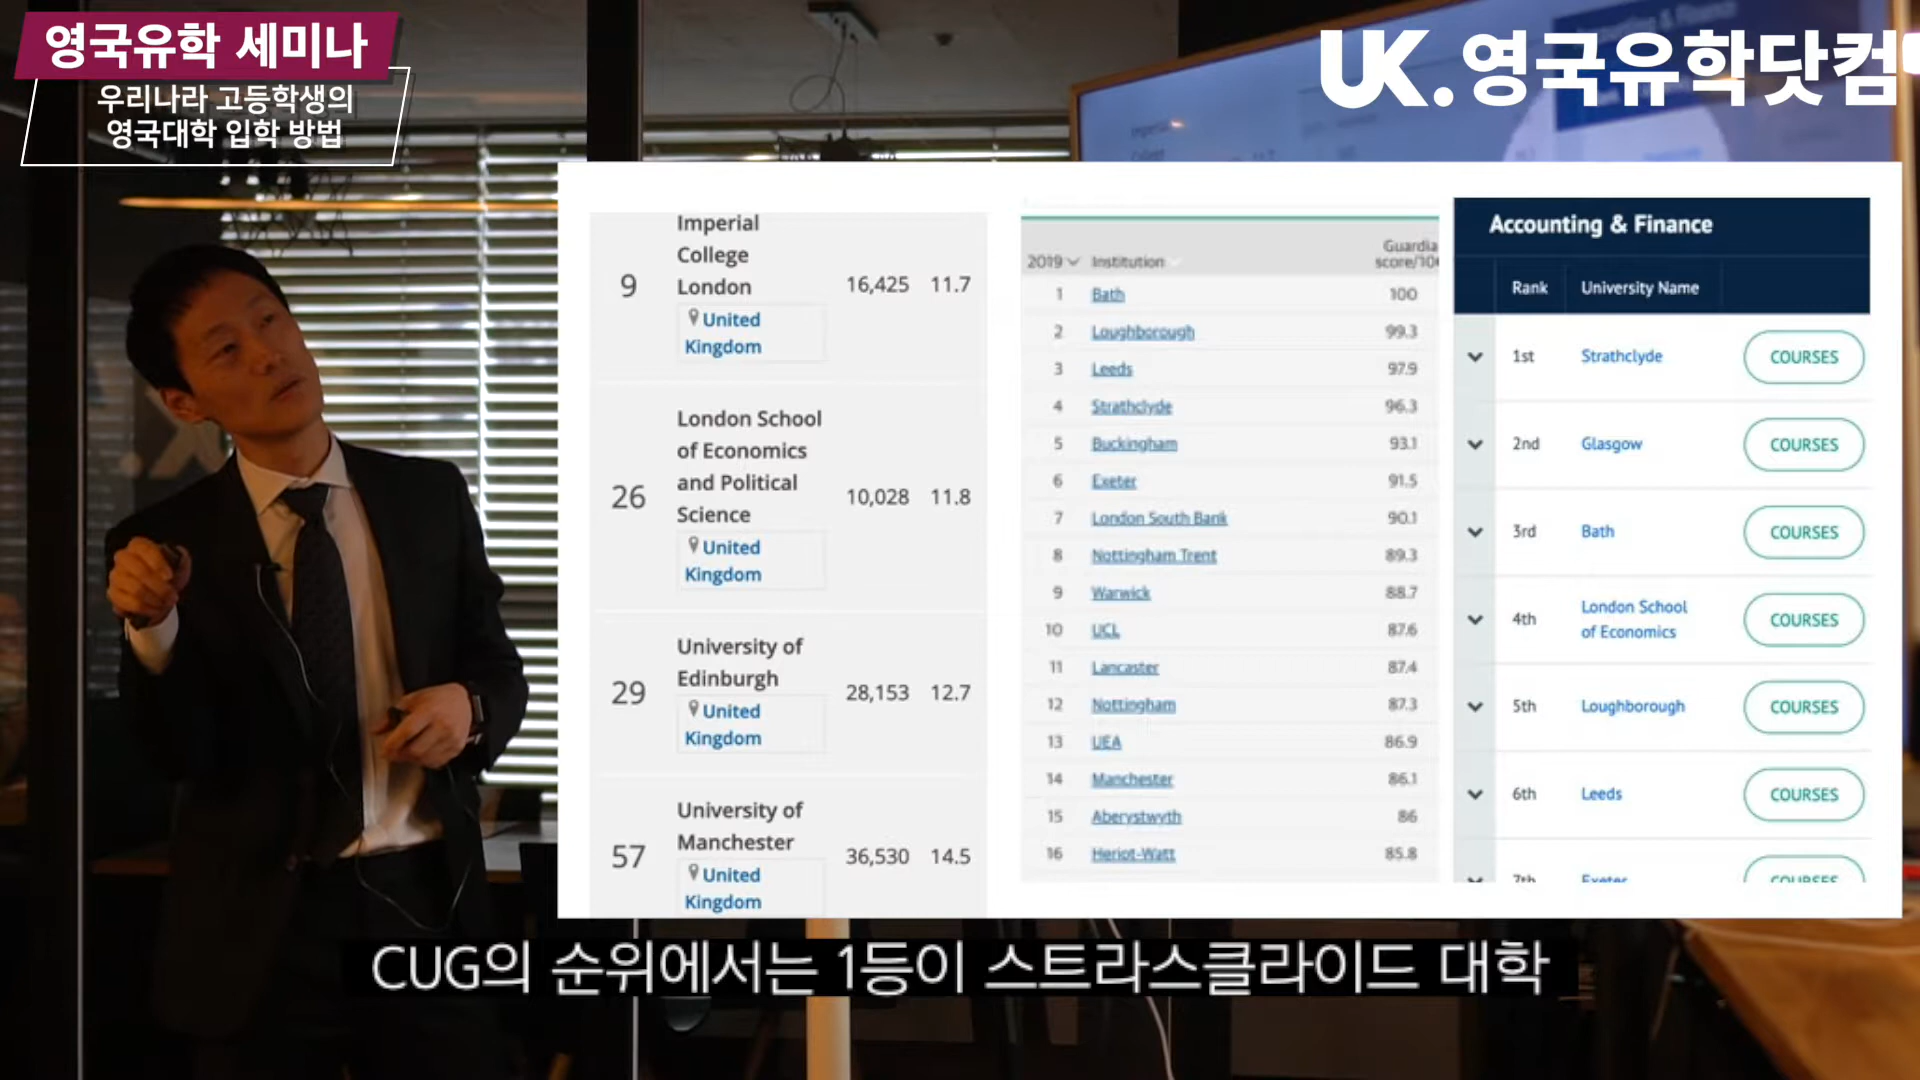 영국유학 세미나
우리나라 고등학생의
영국대학 입학 방법
UK.영국유학닷컴
9
Imperial
College
London
United
Kingdom
16,425 11.7
26
London School
of Economics
and Political
Science
United
Kingdom
10,028 11.8
29
University of
Edinburgh
United
Kingdom
28,153 12.7
57
University of
Manchester
United
Kingdom
36,530 14.5
2019 Institution Guardia
score/10
1 Bath 100
2 Loughborough 99.3
3 Leeds 97.9
4 Strathclyde 96.3
5 Buckingham 93.1
6 Exeter 91.5
7 London South Bank 90.1
8 Nottingham Trent 89.3
9 Warwick 88.7
10 UCL 87.6
11 Lancaster 87.4
12 Nottingham 87.3
13 UEA 86.9
14 Manchester 86.1
15 Aberystwyth 86
16 Heriot-Watt 85.8
Accounting & Finance
Rank University Name
1st Strathclyde COURSES
2nd Glasgow COURSES
3rd Bath COURSES
4th London School
of Economics COURSES
5th Loughborough COURSES
6th Leeds COURSES
7th Exeter COURSES
CUG의 순위에서는 1등이 스트라스클라이드 대학